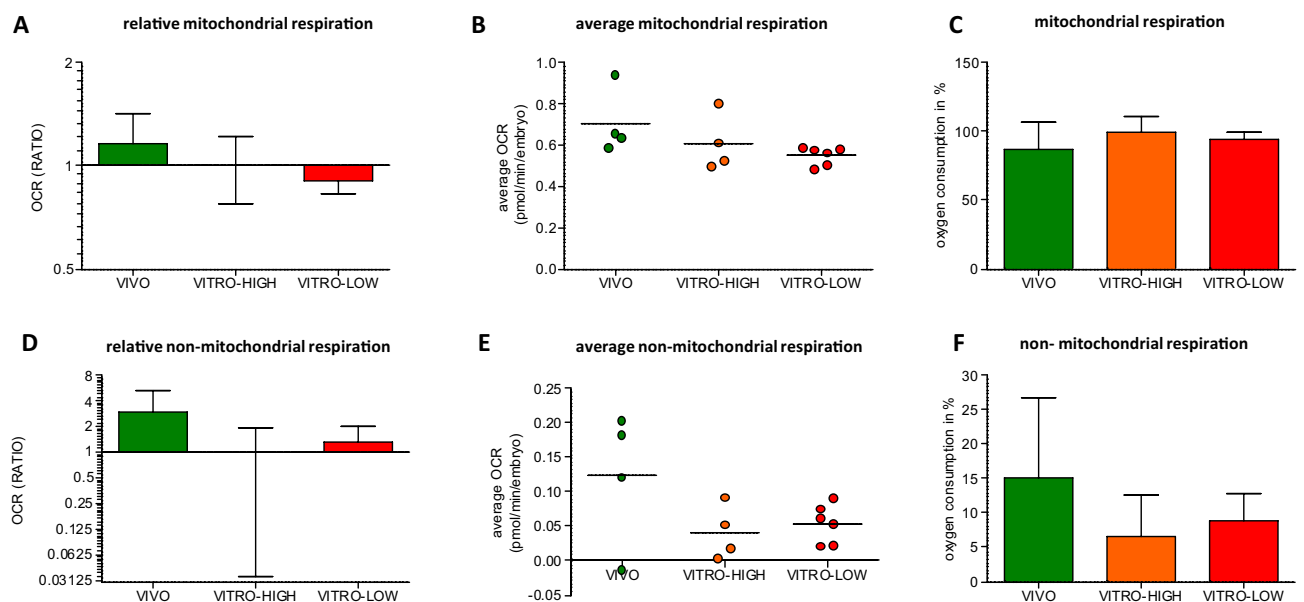 A
relative mitochondrial respiration
OCR (RATIO)
2
1
0.5
VIVO
VITRO-HIGH
VITRO-LOW
B
average mitochondrial respiration
average OCR
(pmol/min/embryo)
1.0
0.8
0.6
0.4
0.2
0.0
VIVO
VITRO-HIGH
VITRO-LOW
C
mitochondrial respiration
oxygen consumption in %
150
100
50
0
VIVO
VITRO-HIGH
VITRO-LOW
D
relative non-mitochondrial respiration
OCR (RATIO)
8
4
2
1
0.5
0.25
0.125
0.0625
0.03125
VIVO
VITRO-HIGH
VITRO-LOW
E
average non-mitochondrial respiration
average OCR
(pmol/min/embryo)
0.25
0.20
0.15
0.10
0.05
0.00
-0.05
VIVO
VITRO-HIGH
VITRO-LOW
F
non- mitochondrial respiration
oxygen consumption in %
30
25
20
15
10
5
0
VIVO
VITRO-HIGH
VITRO-LOW